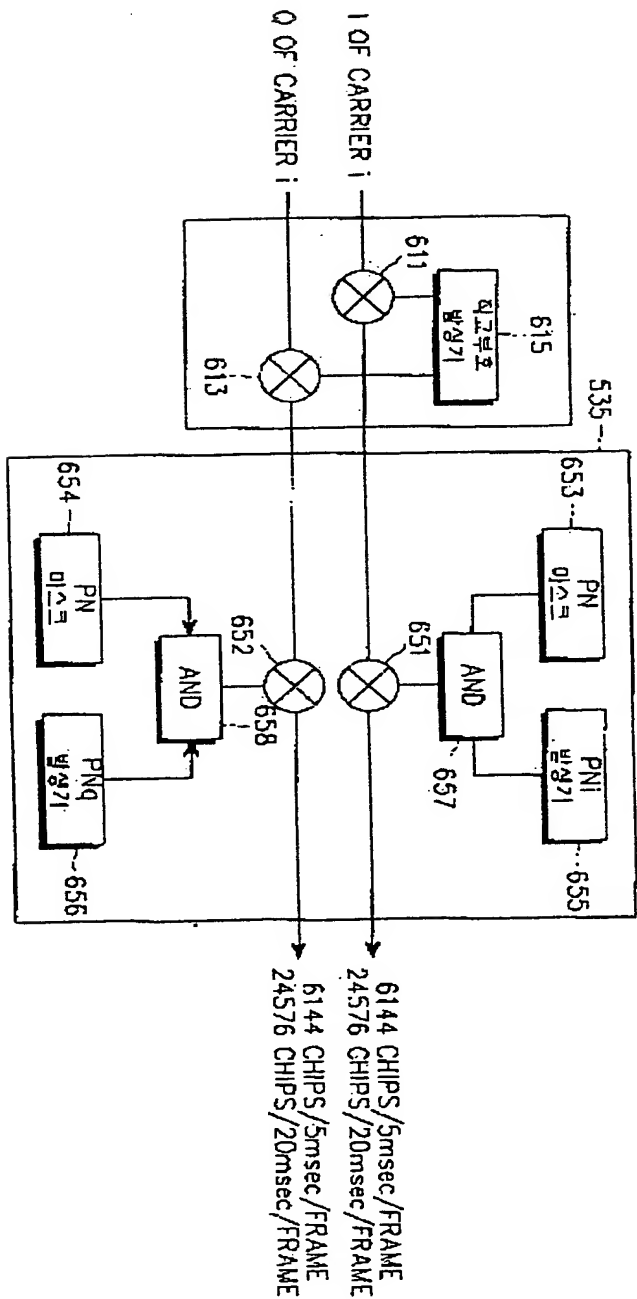 535
615
직교부호
발생기
653
PN
마스크
PNi
발생기
655
AND
657
611
651
I OF CARRIER i
6144 CHIPS/5msec/FRAME
24576 CHIPS/20msec/FRAME
Q OF CARRIER i
613
652
6144 CHIPS/5msec/FRAME
24576 CHIPS/20msec/FRAME
AND
658
654
PN
마스크
PNq
발생기
656